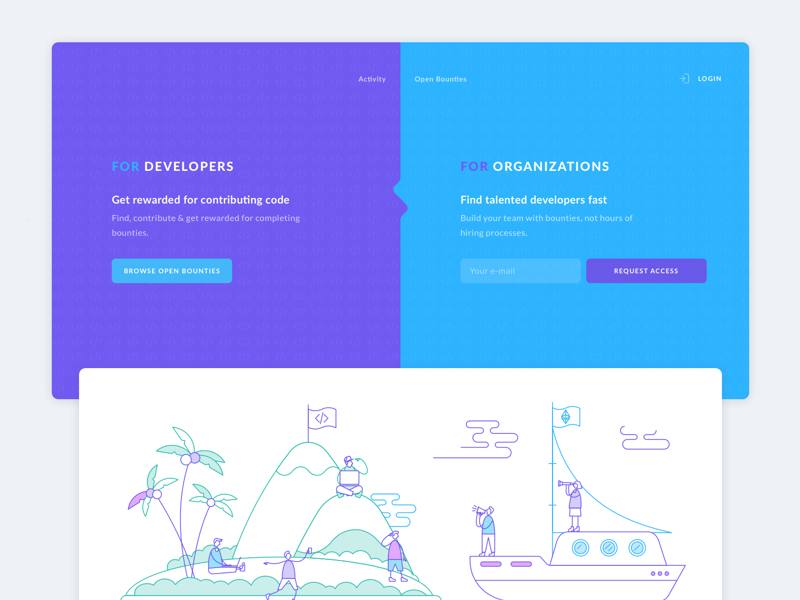 Activity
Open Bounties
LOGIN
FOR DEVELOPERS
Get rewarded for contributing code
Find, contribute & get rewarded for completing
bounties.
BROWSE OPEN BOUNTIES
FOR ORGANIZATIONS
Find talented developers fast
Build your team with bounties, not hours of
hiring processes.
Your e-mail
REQUEST ACCESS
</>